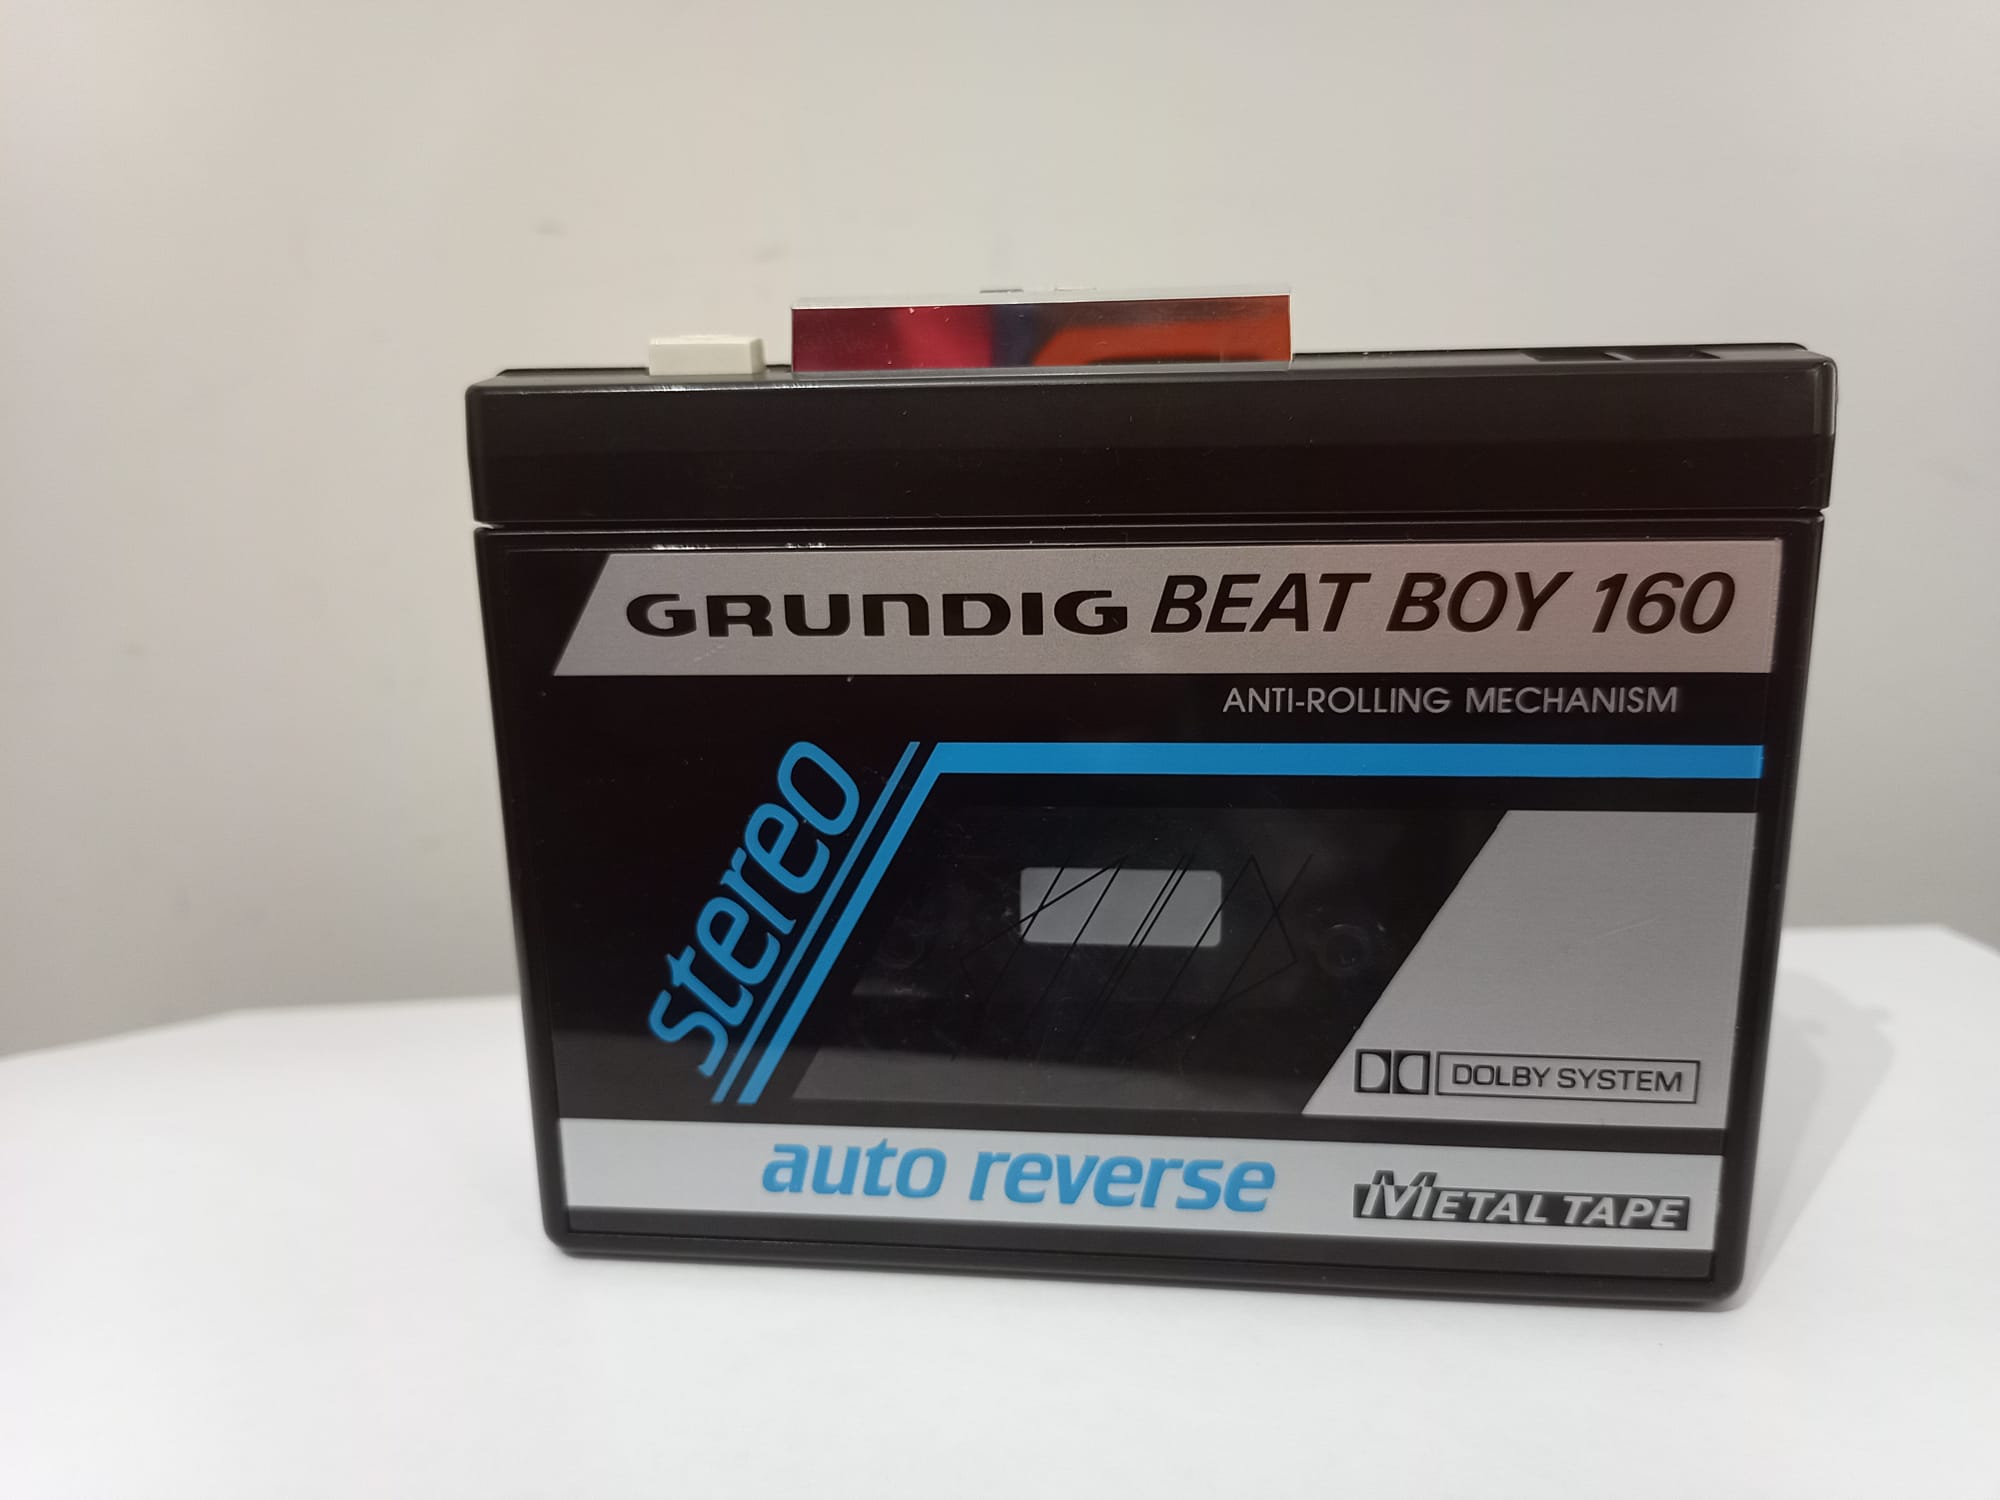 GRUNDIG BEAT BOY 160
ANTI-ROLLING MECHANISM
stereo
DOLBY SYSTEM
auto reverse
METAL TAPE